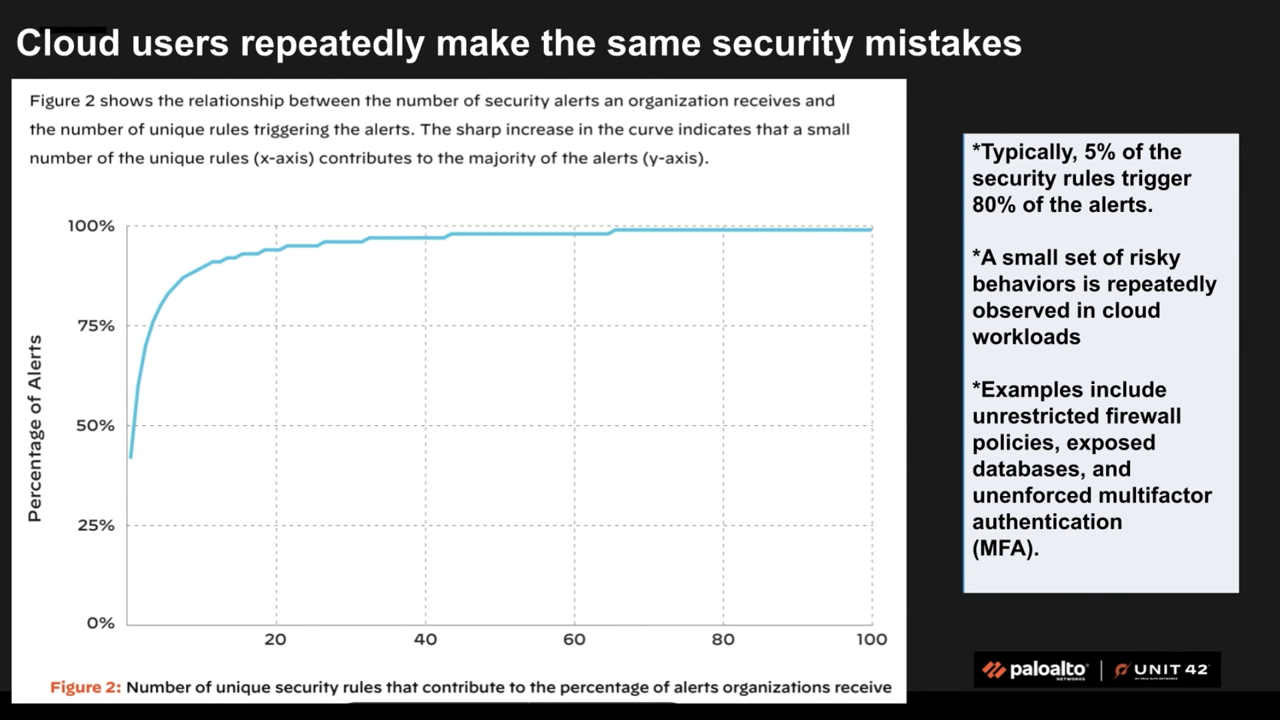 Cloud users repeatedly make the same security mistakes
Figure 2 shows the relationship between the number of security alerts an organization receives and
the number of unique rules triggering the alerts. The sharp increase in the curve indicates that a small
number of the unique rules (x-axis) contributes to the majority of the alerts (y-axis).
100%
75%
50%
25%
0%
Percentage of Alerts
20
40
60
80
100
Figure 2: Number of unique security rules that contribute to the percentage of alerts organizations receive
*Typically, 5% of the
security rules trigger
80% of the alerts.
*A small set of risky
behaviors is repeatedly
observed in cloud
workloads
*Examples include
unrestricted firewall
policies, exposed
databases, and
unenforced multifactor
authentication
(MFA).
paloalto
NETWORKS
UNIT 42
BY PALO ALTO NETWORKS